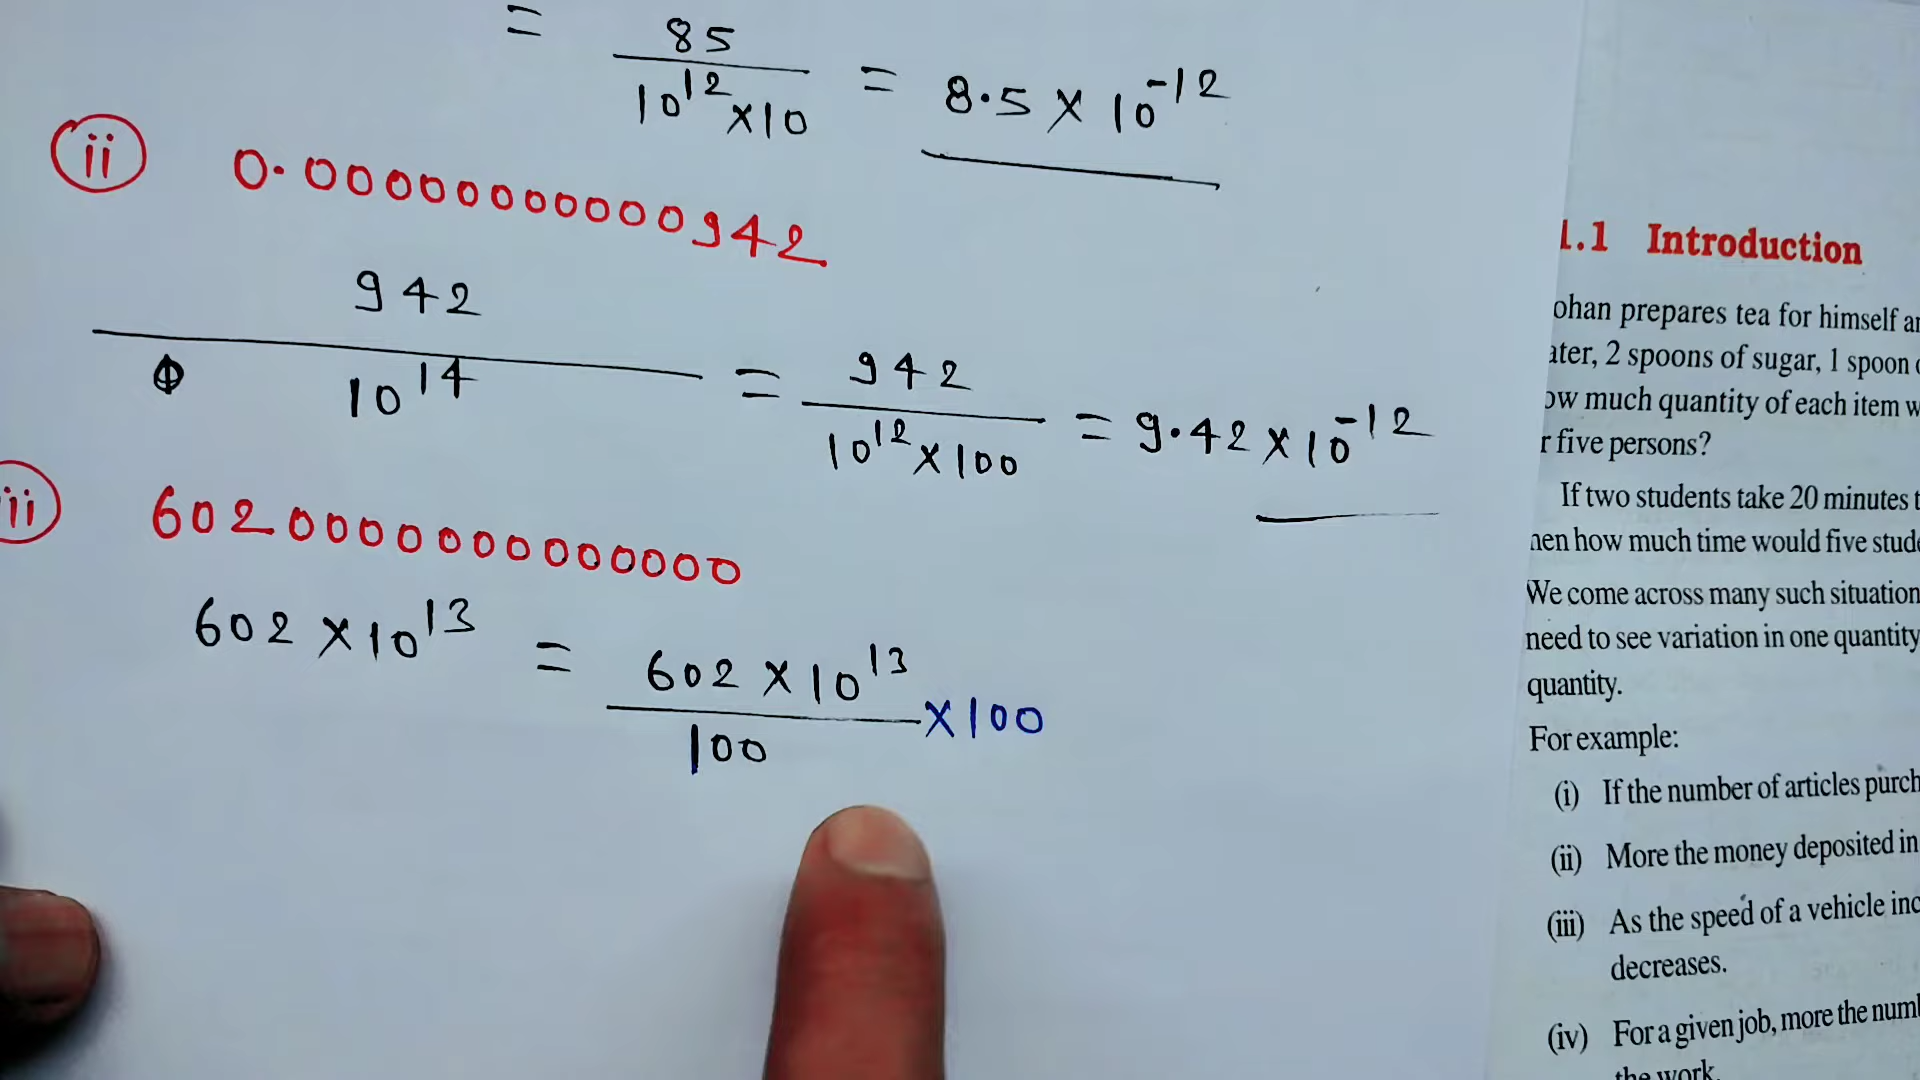 = 85 / 10¹² × 10 = 8.5 × 10⁻¹²
ii 0.00000000000942
942 / 10¹⁴ = 942 / 10¹² × 100 = 9.42 × 10⁻¹²
ii 6020000000000000
602 × 10¹³ = 602 × 10¹³ / 100 × 100
1.1 Introduction
ohan prepares tea for himself
ater, 2 spoons of sugar, 1 spoon
ow much quantity of each item w
r five persons?
If two students take 20 minutes t
hen how much time would five stude
We come across many such situation
need to see variation in one quantity
quantity.
For example:
(i) If the number of articles purch
(ii) More the money deposited in
(iii) As the speed of a vehicle inc
decreases.
(iv) For a given job, more the numb
the work.